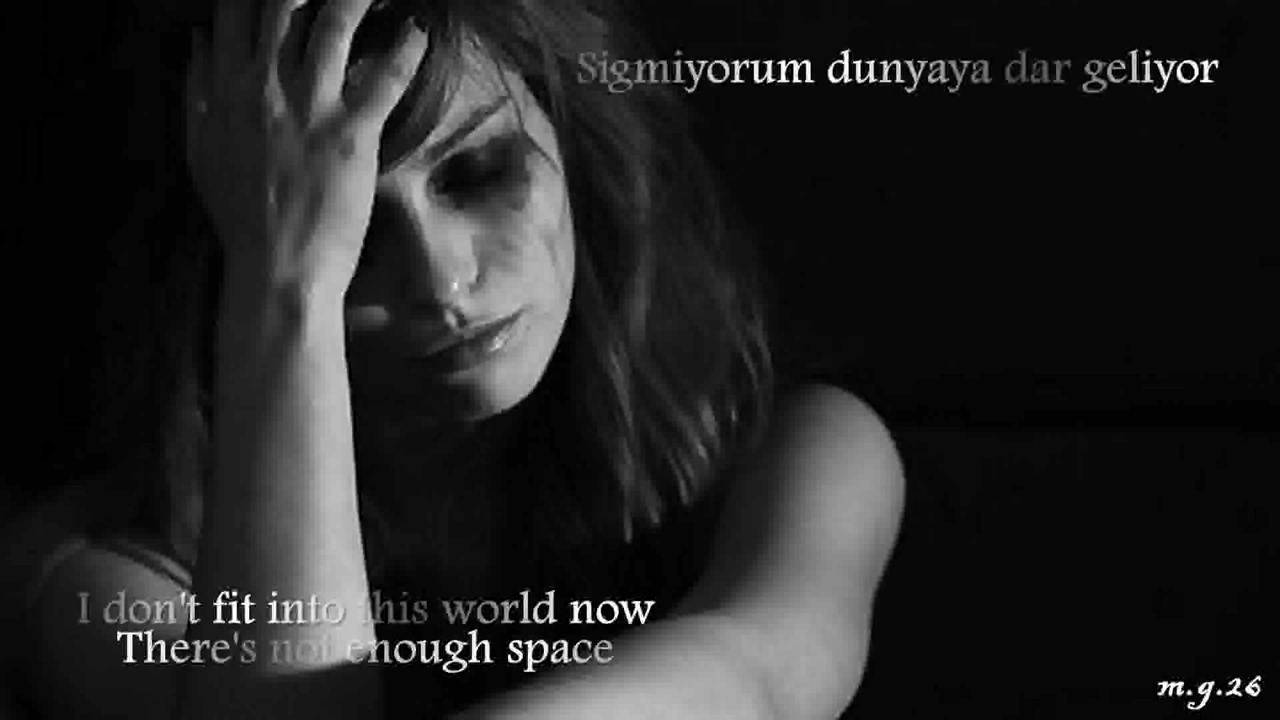 Sigmiyorum dunyaya dar geliyor
I don't fit into this world now
There's not enough space
m.g.26